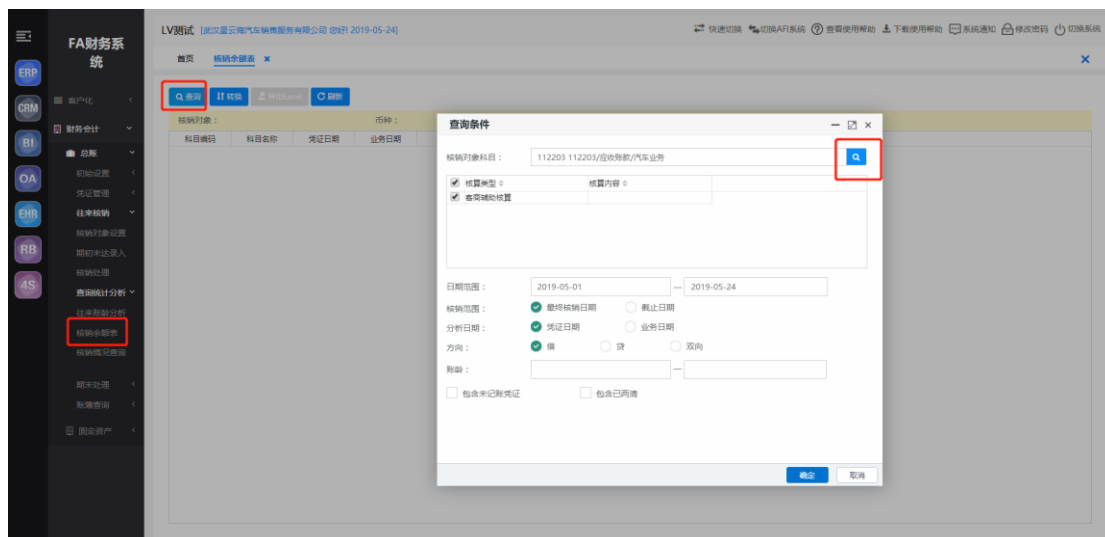 LV测试 [武汉星云海汽车销售服务有限公司 您好! 2019-05-24]
快速切换 切换AFI系统 查看使用帮助 下载使用帮助 系统通知 修改密码 切换系统
FA财务系统
首页 核销余额表 ×
ERP
CRM
BI
OA
EHR
RB
4S
客户化
财务会计
总账
初始设置
凭证管理
往来核销
核销对象设置
期初未达录入
核销处理
查询统计分析
往来账龄分析
核销余额表
核销情况查询
期末处理
账簿查询
固定资产
查询 转换 导出Excel 刷新
核销对象： 币种：
科目编码 科目名称 凭证日期 业务日期
查询条件
核销对象科目： 112203 112203/应收账款/汽车业务
核算类型 核算内容
客商辅助核算
日期范围： 2019-05-01 — 2019-05-24
核销范围： 最终核销日期 截止日期
分析日期： 凭证日期 业务日期
方向： 借 贷 双向
账龄： —
包含未记账凭证 包含已两清
确定 取消